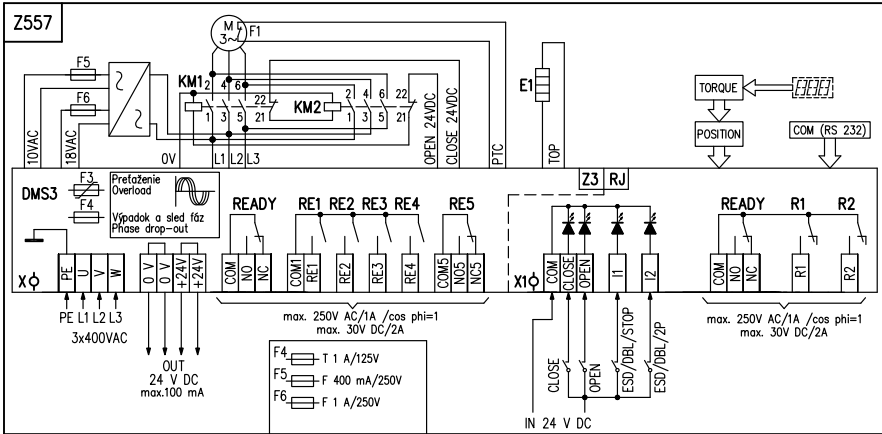 Z557
M
3~
F1
F5
F6
KM1
2 4 6
22
1 3 5
21
KM2
2 4 6
22
1 3 5
21
E1
TORQUE
POSITION
COM (RS 232)
10VAC
18VAC
0V
L1 L2 L3
OPEN 24VDC
CLOSE 24VDC
PTC
TOP
DMS3
F3
F4
Preťaženie
Overload
Výpadok a sled fáz
Phase drop-out
READY
RE1 RE2 RE3 RE4
RE5
Z3 RJ
READY
R1
R2
X
PE
U
V
W
0 V
0 V
+24V
+24V
COM
NO
NC
COM1
RE1
RE2
RE3
RE4
COM5
NO5
NC5
X1
COM
CLOSE
OPEN
I1
I2
COM
NO
NC
R1
R2
PE L1 L2 L3
3x400VAC
OUT
24 V DC
max.100 mA
max. 250V AC/1A /cos phi=1
max. 30V DC/2A
F4 T 1 A/125V
F5 F 400 mA/250V
F6 F 1 A/250V
CLOSE
OPEN
ESD/DBL/STOP
ESD/DBL/2P
IN 24 V DC
max. 250V AC/1A /cos phi=1
max. 30V DC/2A